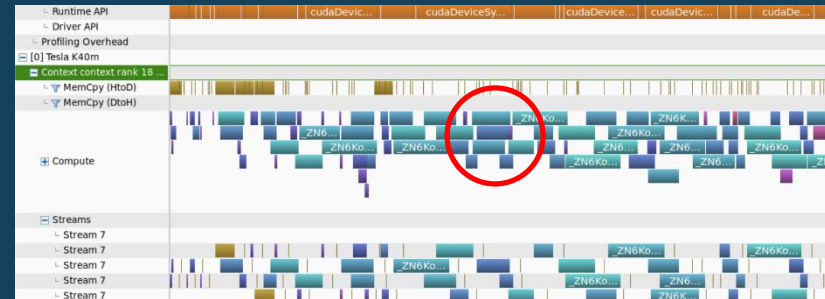 Runtime API cudaDevic... cudaDeviceSy... cudaDevice... cudaDevic... cudaDe...
Driver API
Profiling Overhead
[0] Tesla K40m
Context context rank 18 ...
MemCpy (HtoD)
MemCpy (DtoH)
_ZN6Ko... _ZN6K...
_ZN6... _ZN6Ko...
_ZN6Ko... _ZN6Ko... _ZN6... _ZN6... _ZN6Ko...
Compute _ZN6Ko... _ZN6...
Streams
Stream 7
Stream 7 _ZN6Ko... _ZN6Ko...
Stream 7 _ZN6Ko...
Stream 7 _ZN6Ko... _ZN6...
Stream 7 _ZN6K...